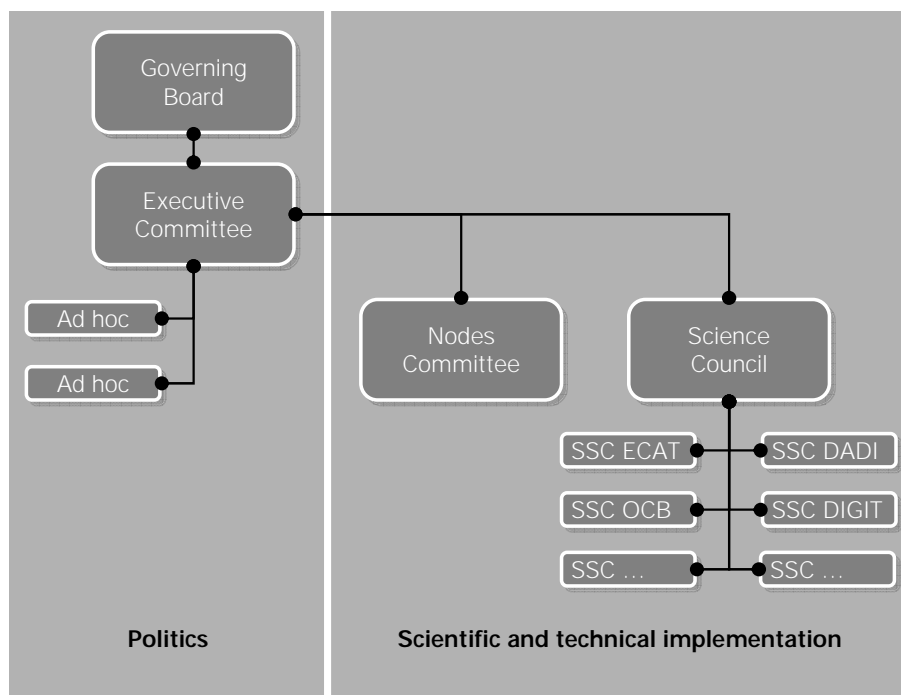 Governing
Board
Executive
Committee
Ad hoc
Ad hoc
Nodes
Committee
Science
Council
SSC ECAT
SSC DADI
SSC OCB
SSC DIGIT
SSC ...
SSC ...
Politics
Scientific and technical implementation